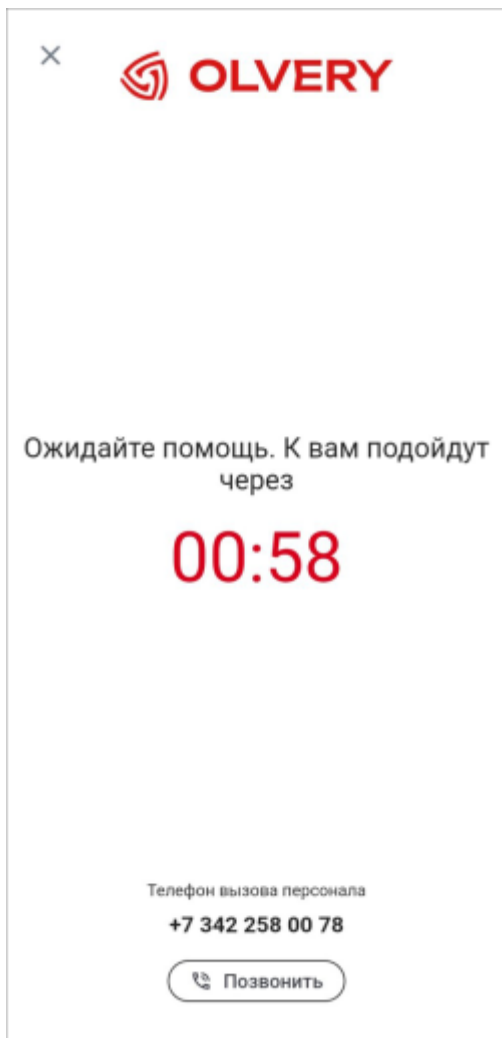 OLVERY
Ожидайте помощь. К вам подойдут
через
00:58
Телефон вызова персонала
+7 342 258 00 78
Позвонить